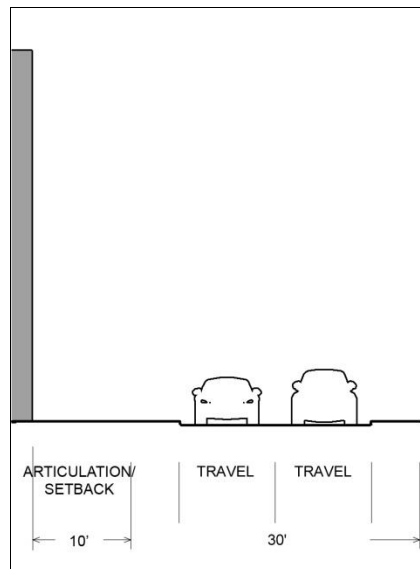 ARTICULATION/
SETBACK
TRAVEL
TRAVEL
10'
30'